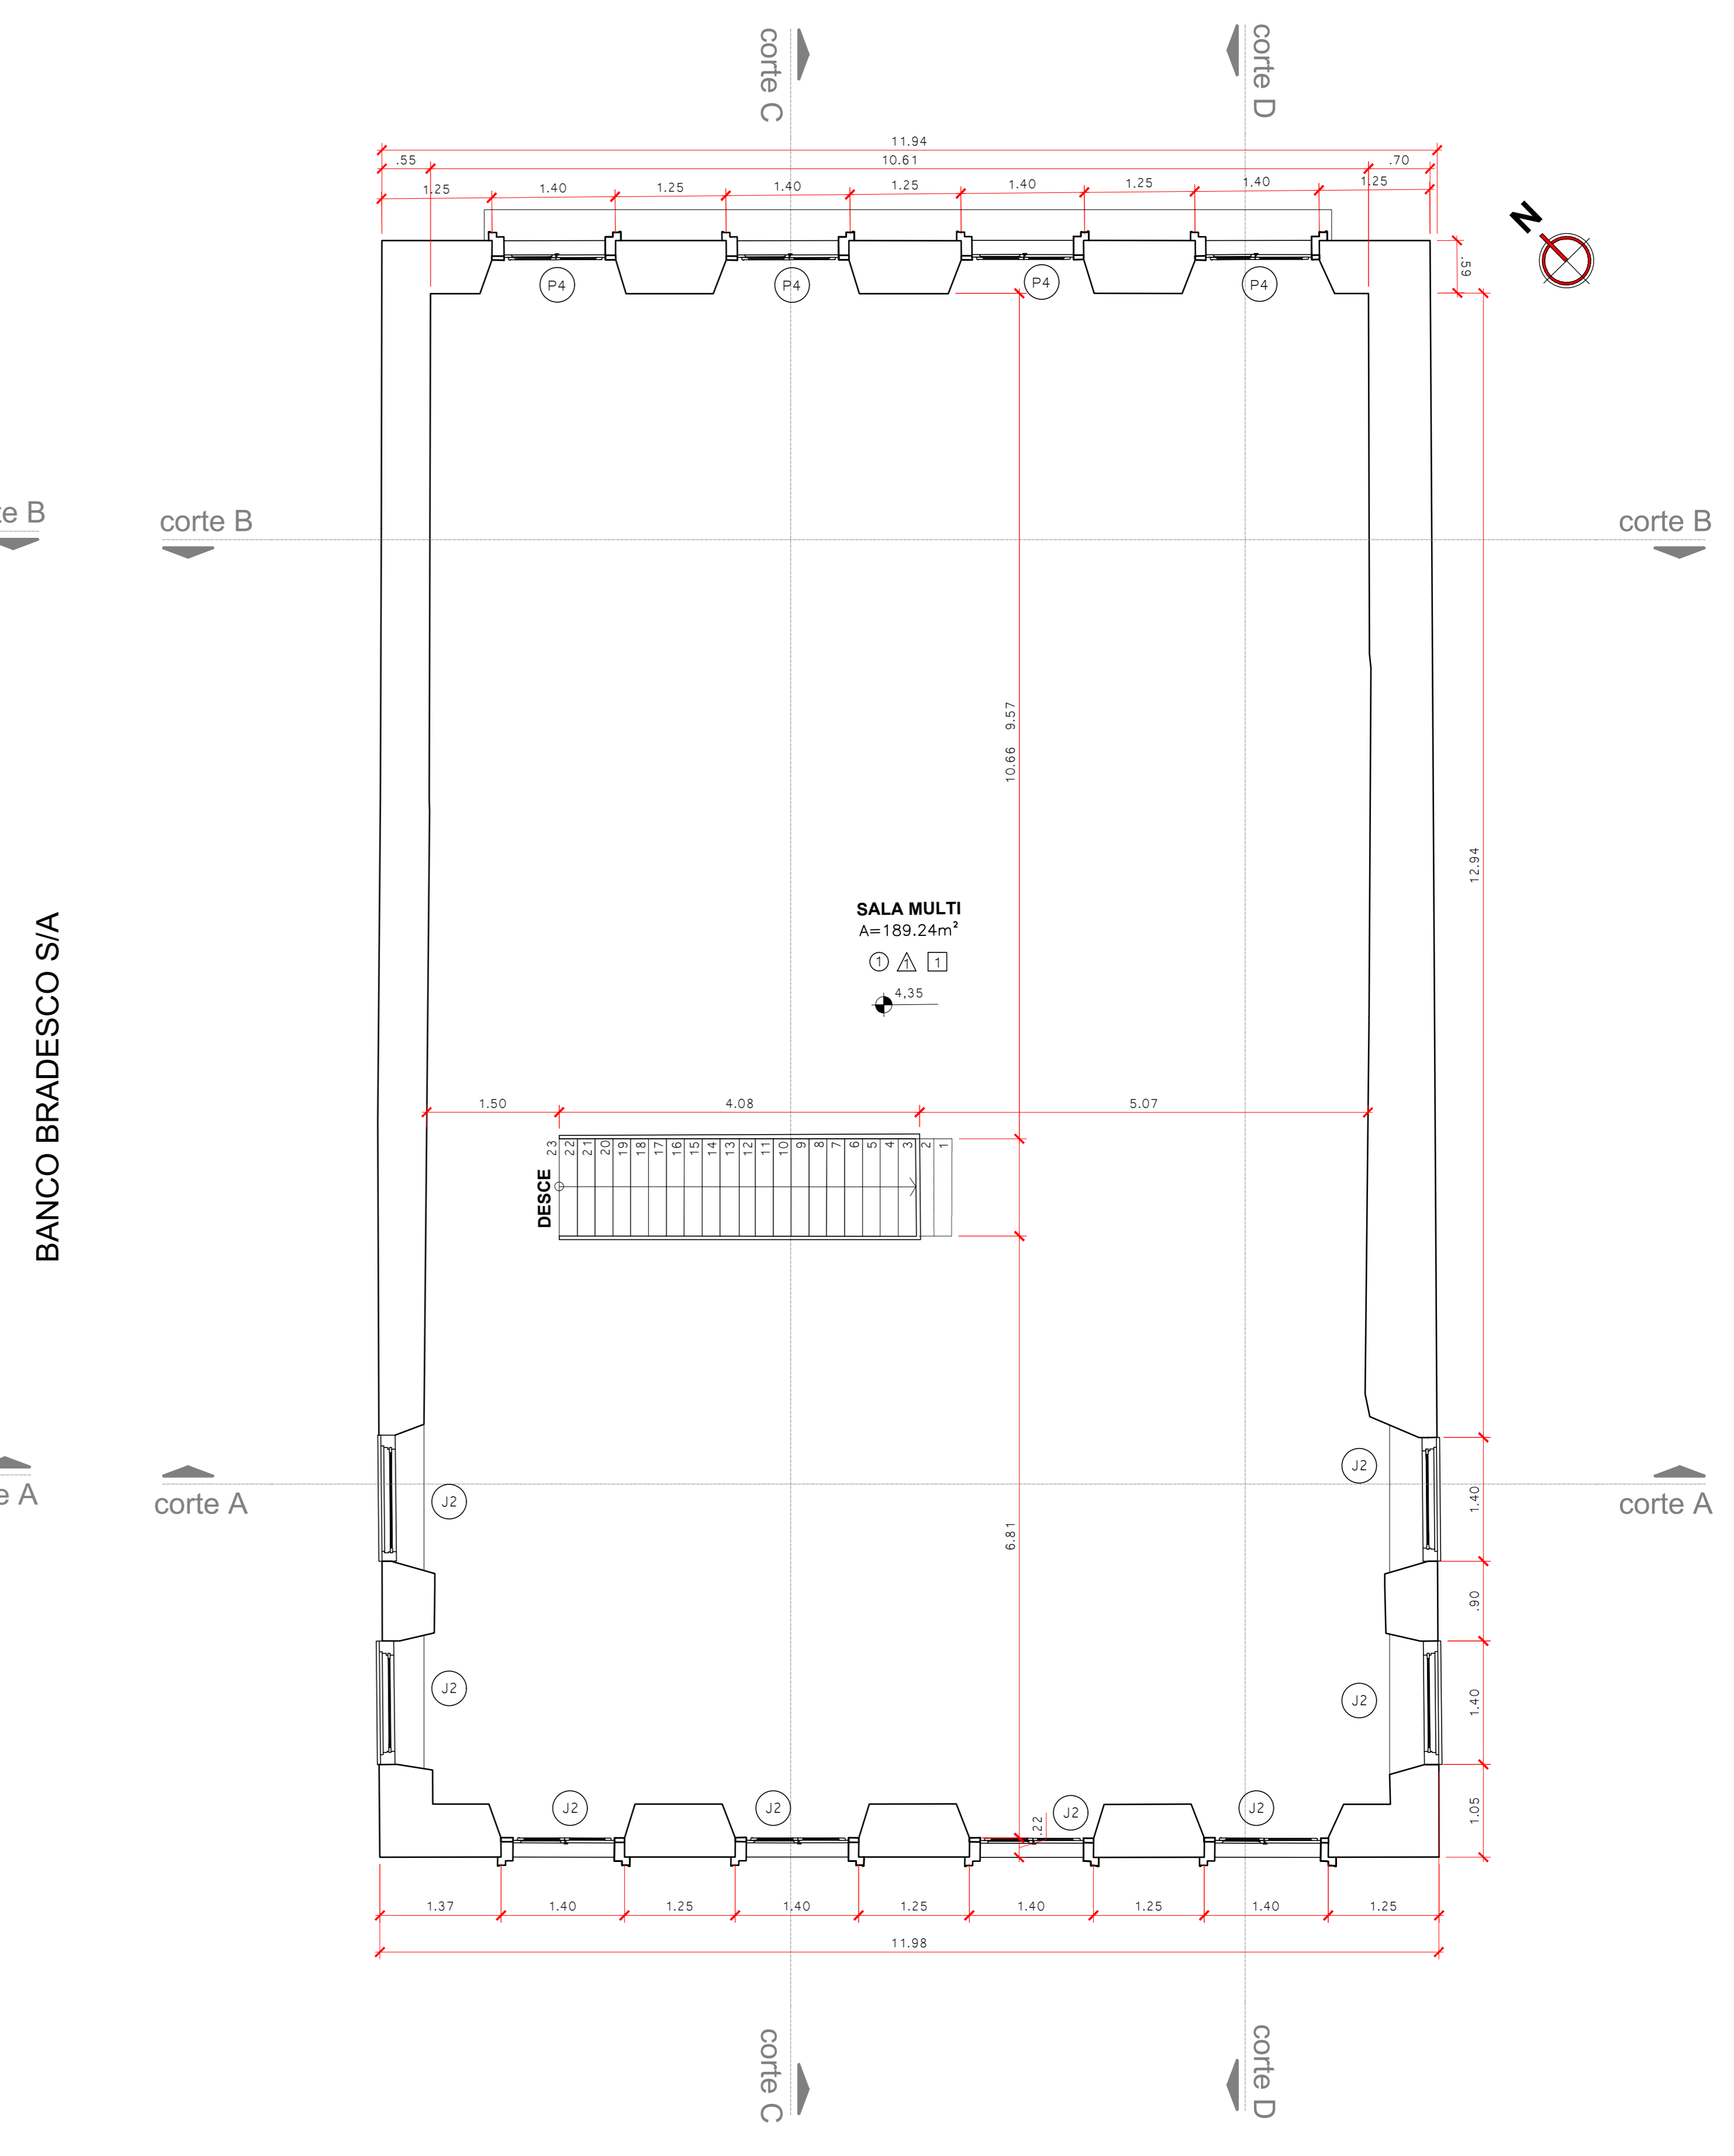 corte C
corte D
11.94
.55
10.61
.70
1.25
1.40
1.25
1.40
1.25
1.40
1.25
1.40
1.25
N
.59
P4
P4
P4
P4
te B
corte B
corte B
10.66 9.57
12.94
BANCO BRADESCO S/A
SALA MULTI
A=189.24m²
1 1 1
4,35
1.50
4.08
5.07
23 22 21 20 19 18 17 16 15 14 13 12 11 10 9 8 7 6 5 4 3 2 1
DESCE
J2
J2
e A
corte A
corte A
1.40
6.81
.90
J2
J2
1.40
J2
J2
J2
J2
.22
1.05
1.37
1.40
1.25
1.40
1.25
1.40
1.25
1.40
1.25
11.98
corte C
corte D